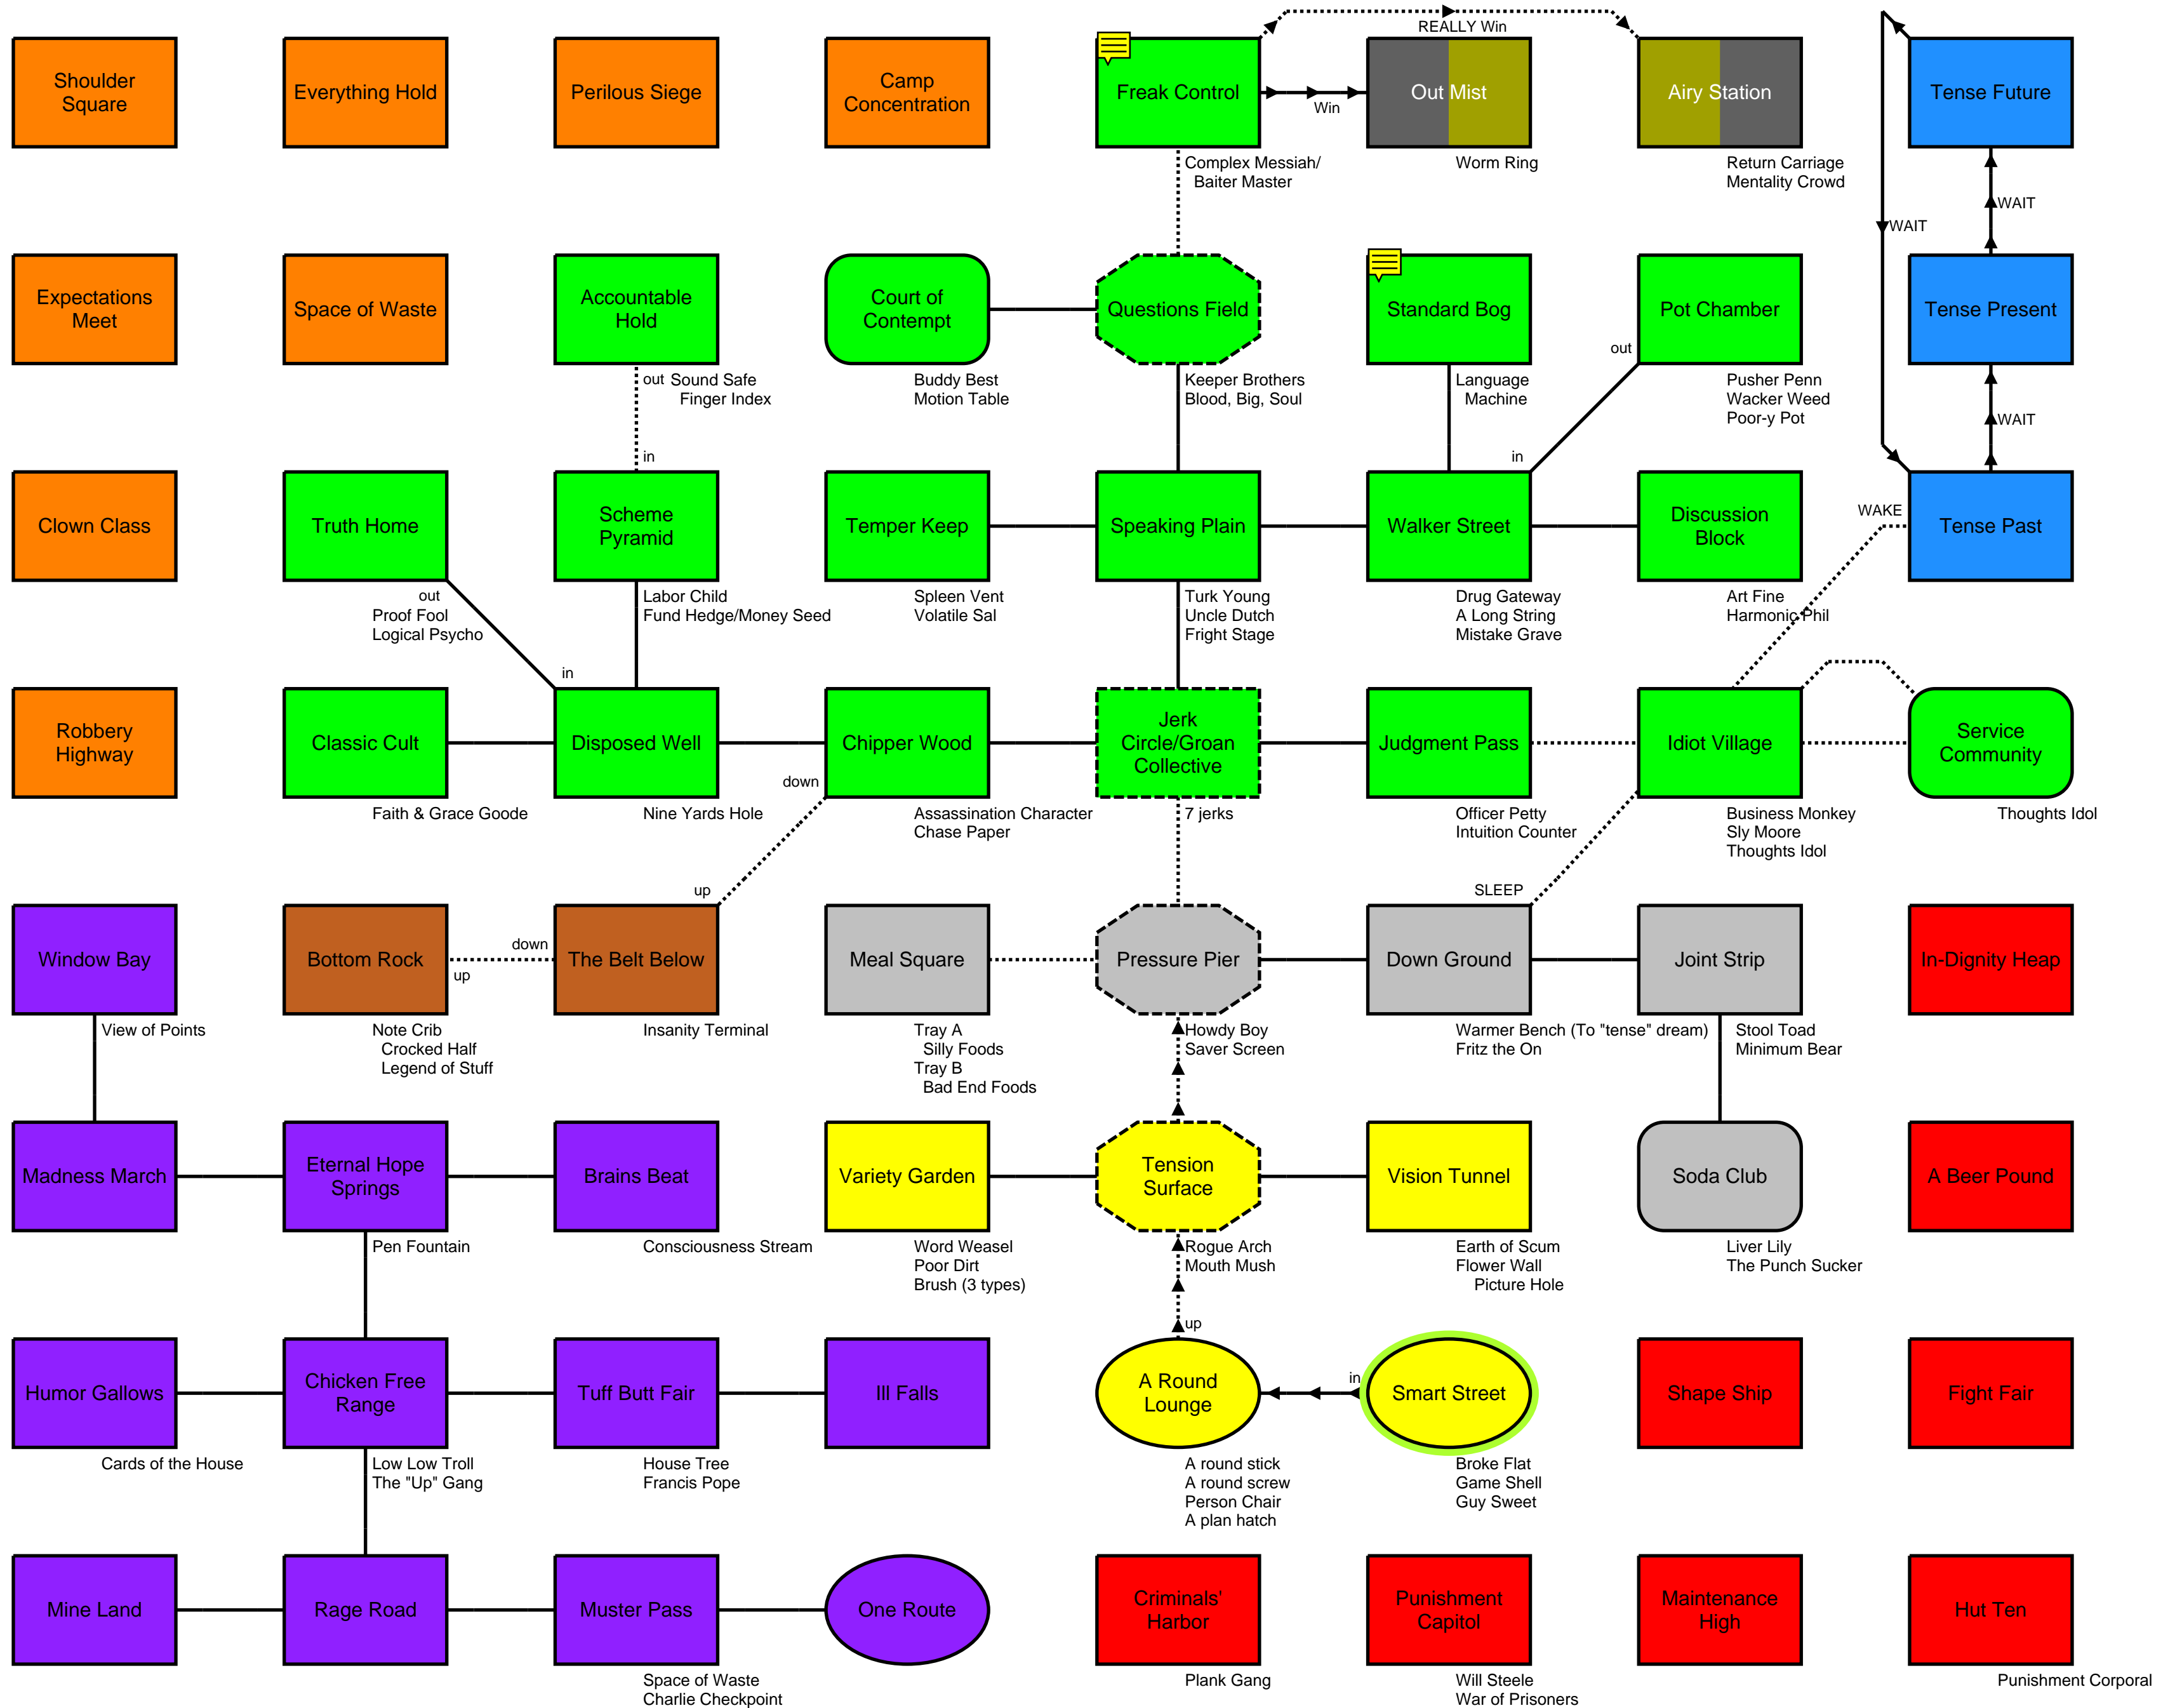 REALLY Win
Shoulder
Square
Everything Hold
Perilous Siege
Camp
Concentration
Freak Control
Win
Out Mist
Airy Station
Tense Future
Complex Messiah/
Baiter Master
Worm Ring
Return Carriage
Mentality Crowd
WAIT
WAIT
Expectations
Meet
Space of Waste
Accountable
Hold
Court of
Contempt
Questions Field
Standard Bog
Pot Chamber
Tense Present
out
out
Sound Safe
Finger Index
Buddy Best
Motion Table
Keeper Brothers
Blood, Big, Soul
Language
Machine
Pusher Penn
Wacker Weed
Poor-y Pot
WAIT
in
in
Clown Class
Truth Home
Scheme
Pyramid
Temper Keep
Speaking Plain
Walker Street
Discussion
Block
WAKE
Tense Past
out
Proof Fool
Logical Psycho
Labor Child
Fund Hedge/Money Seed
Spleen Vent
Volatile Sal
Turk Young
Uncle Dutch
Fright Stage
Drug Gateway
A Long String
Mistake Grave
Art Fine
Harmonic Phil
in
Robbery
Highway
Classic Cult
Disposed Well
Chipper Wood
Jerk
Circle/Groan
Collective
Judgment Pass
Idiot Village
Service
Community
down
Faith & Grace Goode
Nine Yards Hole
Assassination Character
Chase Paper
7 jerks
Officer Petty
Intuition Counter
Business Monkey
Sly Moore
Thoughts Idol
Thoughts Idol
up
SLEEP
Window Bay
Bottom Rock
down
up
The Belt Below
Meal Square
Pressure Pier
Down Ground
Joint Strip
In-Dignity Heap
View of Points
Note Crib
Crocked Half
Legend of Stuff
Insanity Terminal
Tray A
Silly Foods
Tray B
Bad End Foods
Howdy Boy
Saver Screen
Warmer Bench (To "tense" dream)
Fritz the On
Stool Toad
Minimum Bear
Madness March
Eternal Hope
Springs
Brains Beat
Variety Garden
Tension
Surface
Vision Tunnel
Soda Club
A Beer Pound
Pen Fountain
Consciousness Stream
Word Weasel
Poor Dirt
Brush (3 types)
Rogue Arch
Mouth Mush
Earth of Scum
Flower Wall
Picture Hole
Liver Lily
The Punch Sucker
up
in
Humor Gallows
Chicken Free
Range
Tuff Butt Fair
Ill Falls
A Round
Lounge
Smart Street
Shape Ship
Fight Fair
Cards of the House
Low Low Troll
The "Up" Gang
House Tree
Francis Pope
A round stick
A round screw
Person Chair
A plan hatch
Broke Flat
Game Shell
Guy Sweet
Mine Land
Rage Road
Muster Pass
One Route
Criminals'
Harbor
Punishment
Capitol
Maintenance
High
Hut Ten
Space of Waste
Charlie Checkpoint
Plank Gang
Will Steele
War of Prisoners
Punishment Corporal